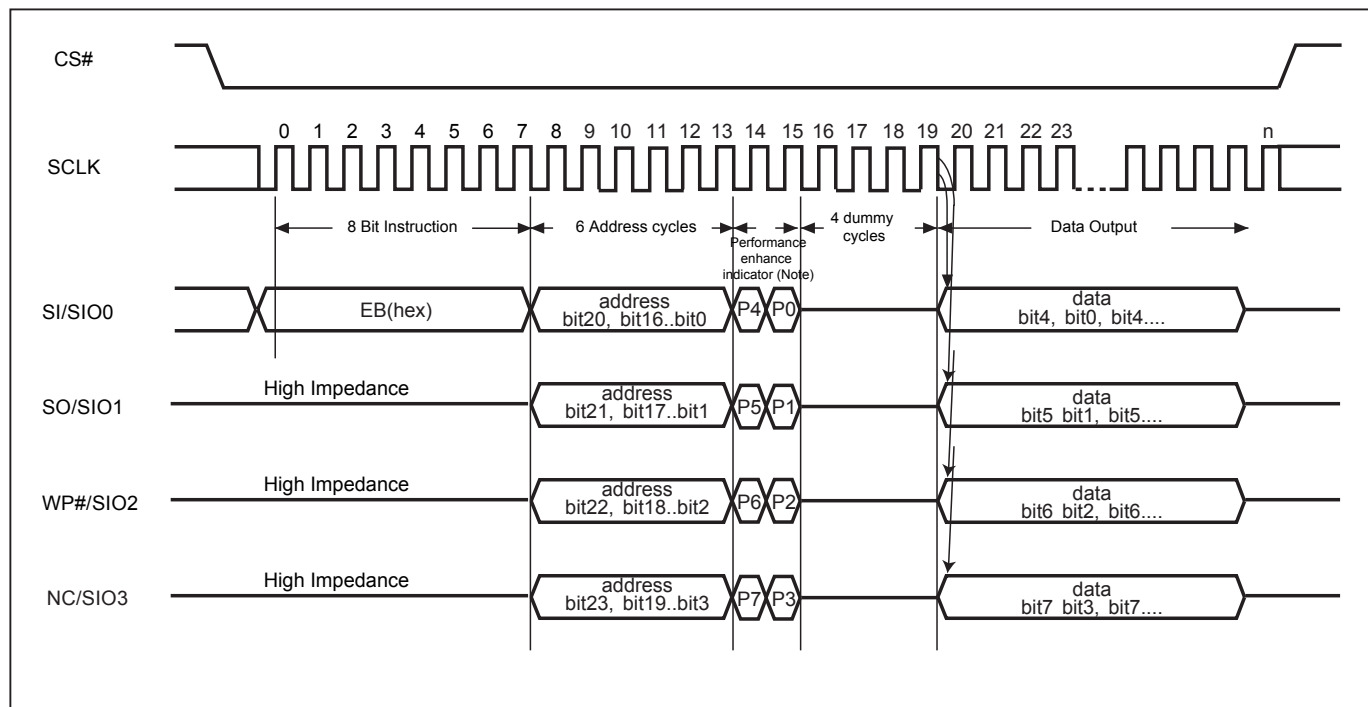 CS#
0 1 2 3 4 5 6 7 8 9 10 11 12 13 14 15 16 17 18 19 20 21 22 23 n
SCLK
8 Bit Instruction
6 Address cycles
Performance
enhance
indicator (Note)
4 dummy
cycles
Data Output
SI/SIO0
EB(hex)
address
bit20, bit16..bit0
P4 P0
data
bit4, bit0, bit4....
SO/SIO1
High Impedance
address
bit21, bit17..bit1
P5 P1
data
bit5 bit1, bit5....
WP#/SIO2
High Impedance
address
bit22, bit18..bit2
P6 P2
data
bit6 bit2, bit6....
NC/SIO3
High Impedance
address
bit23, bit19..bit3
P7 P3
data
bit7 bit3, bit7....